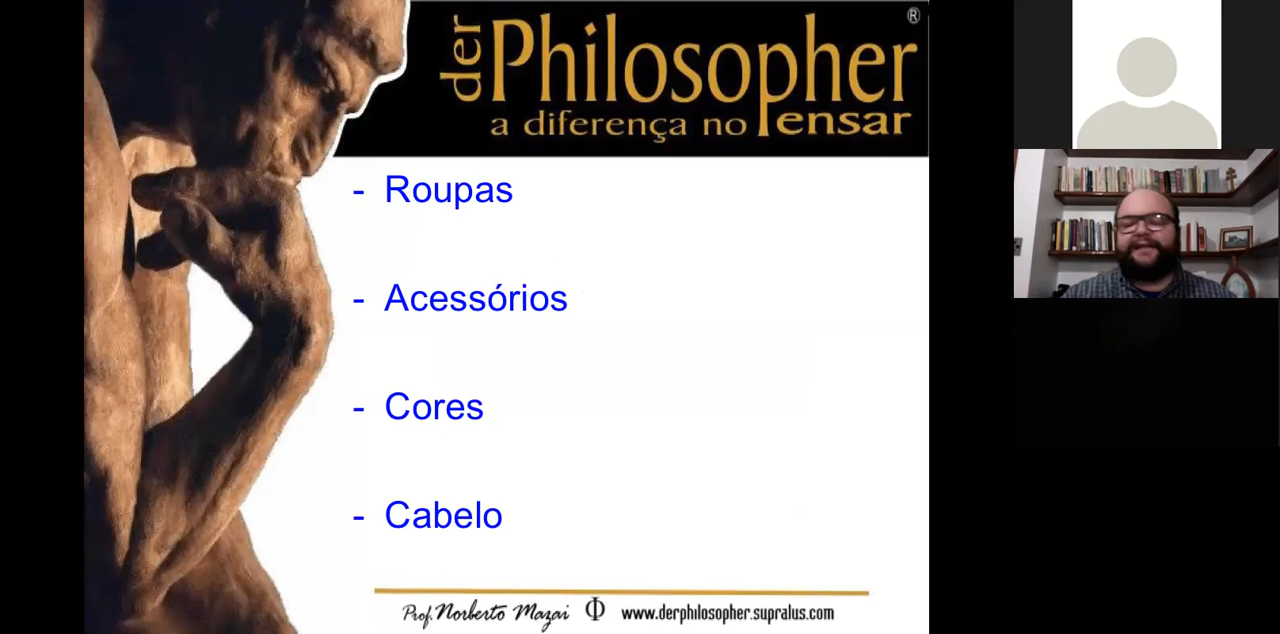 der Philosopher ®
a diferença no Pensar
- Roupas
- Acessórios
- Cores
- Cabelo
Prof. Norberto Mazai Φ www.derphilosopher.supralus.com